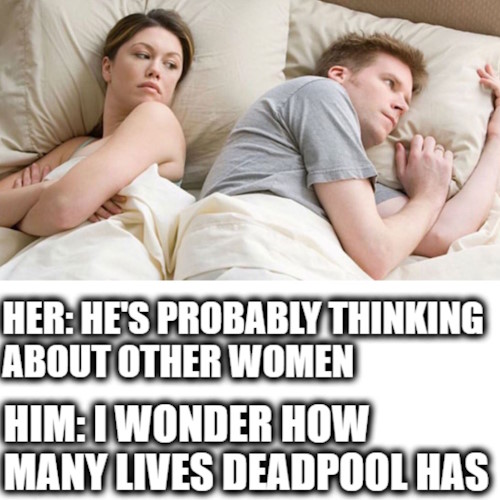 HER: HE'S PROBABLY THINKING
ABOUT OTHER WOMEN
HIM: I WONDER HOW
MANY LIVES DEADPOOL HAS